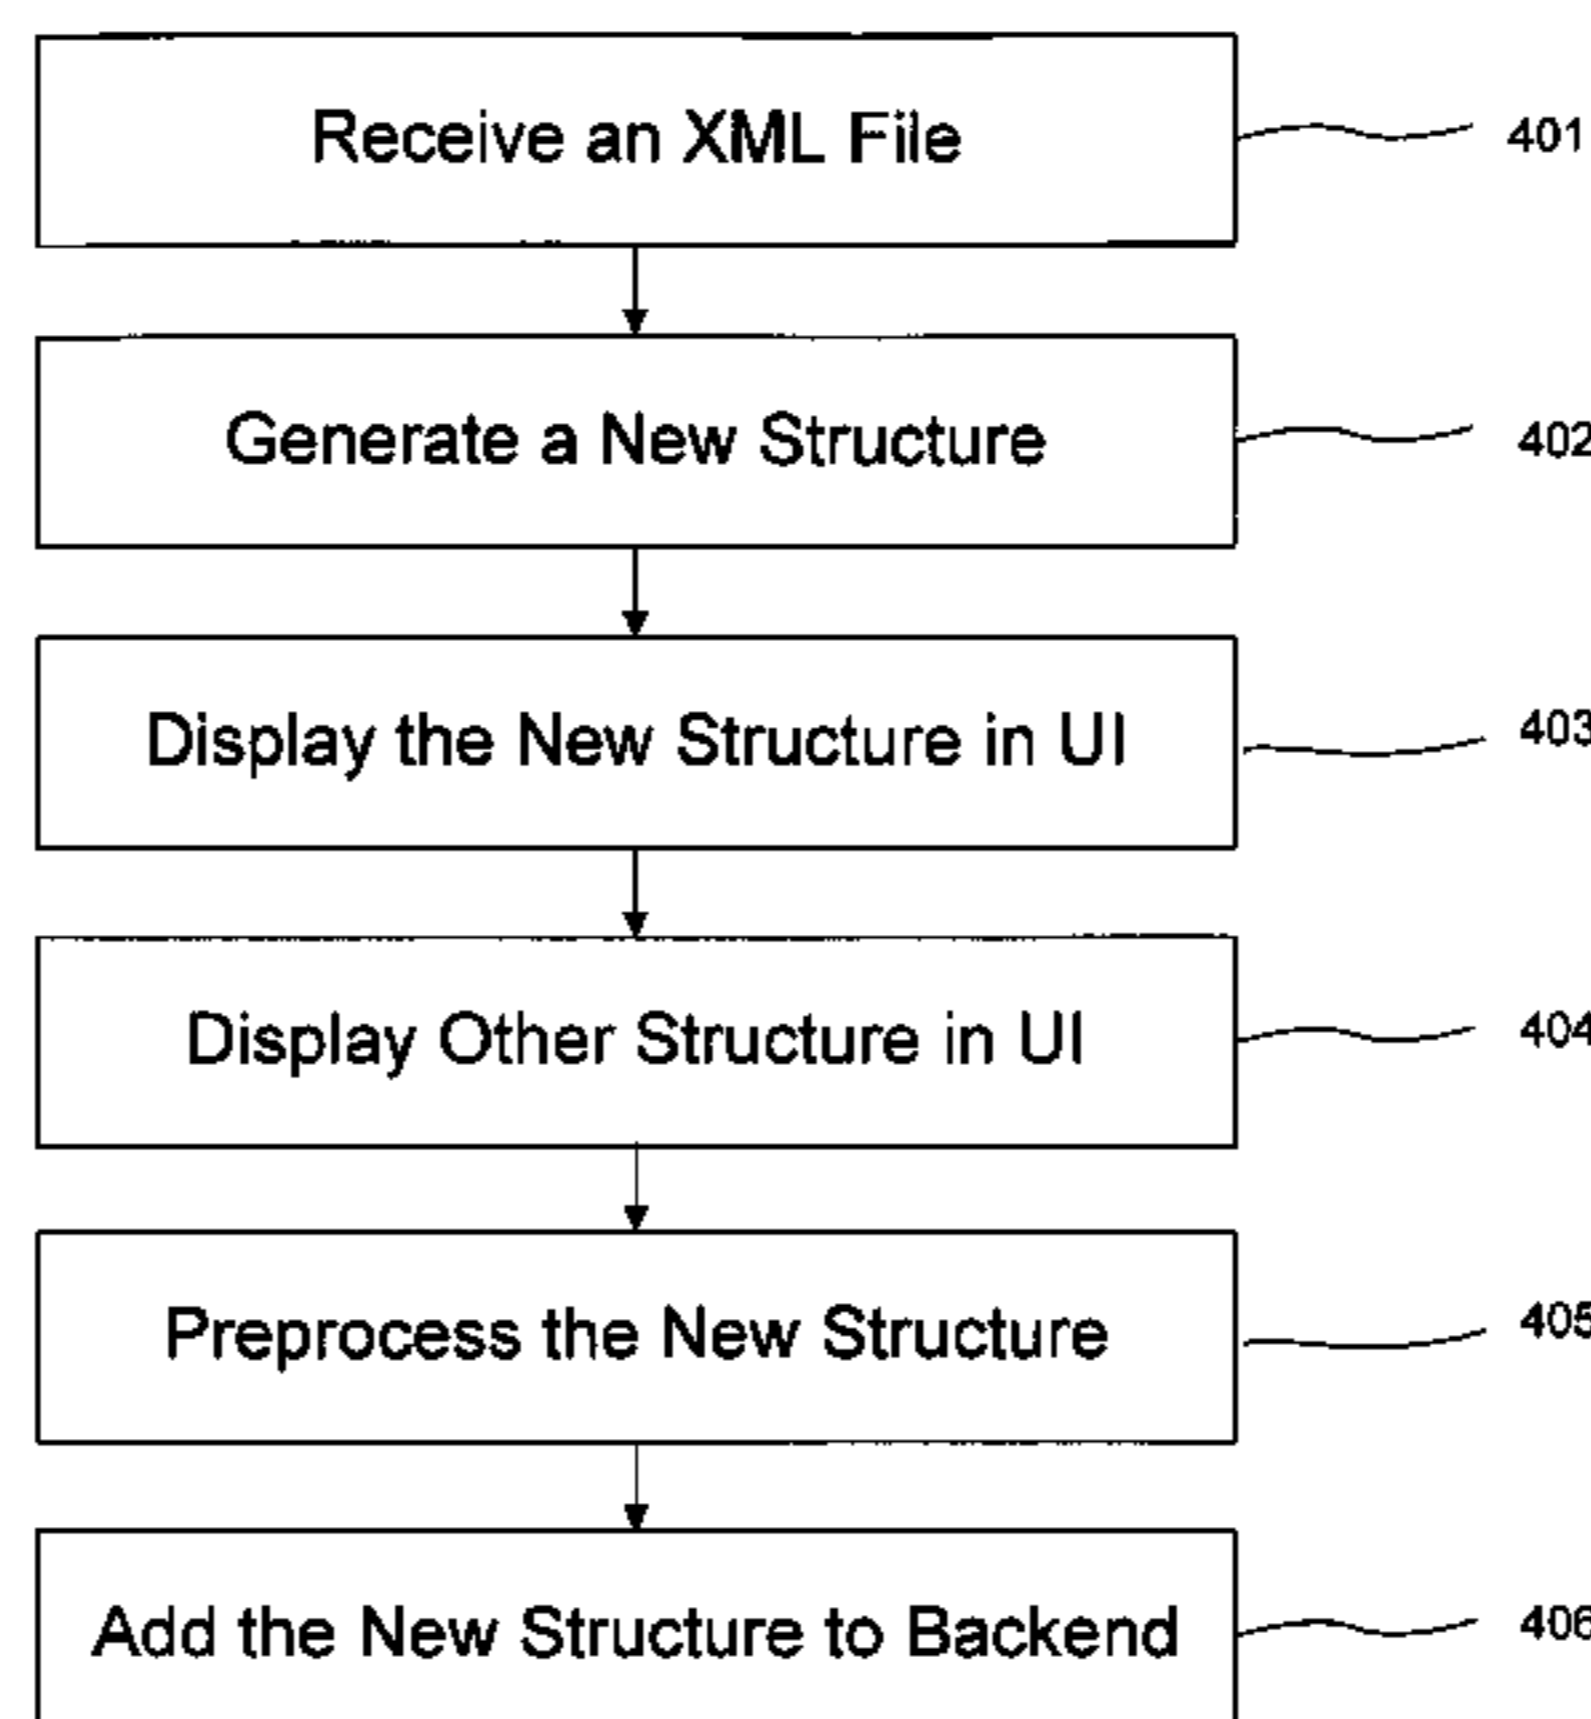 Receive an XML File
401
Generate a New Structure
402
Display the New Structure in UI
403
Display Other Structure in UI
404
Preprocess the New Structure
405
Add the New Structure to Backend
406